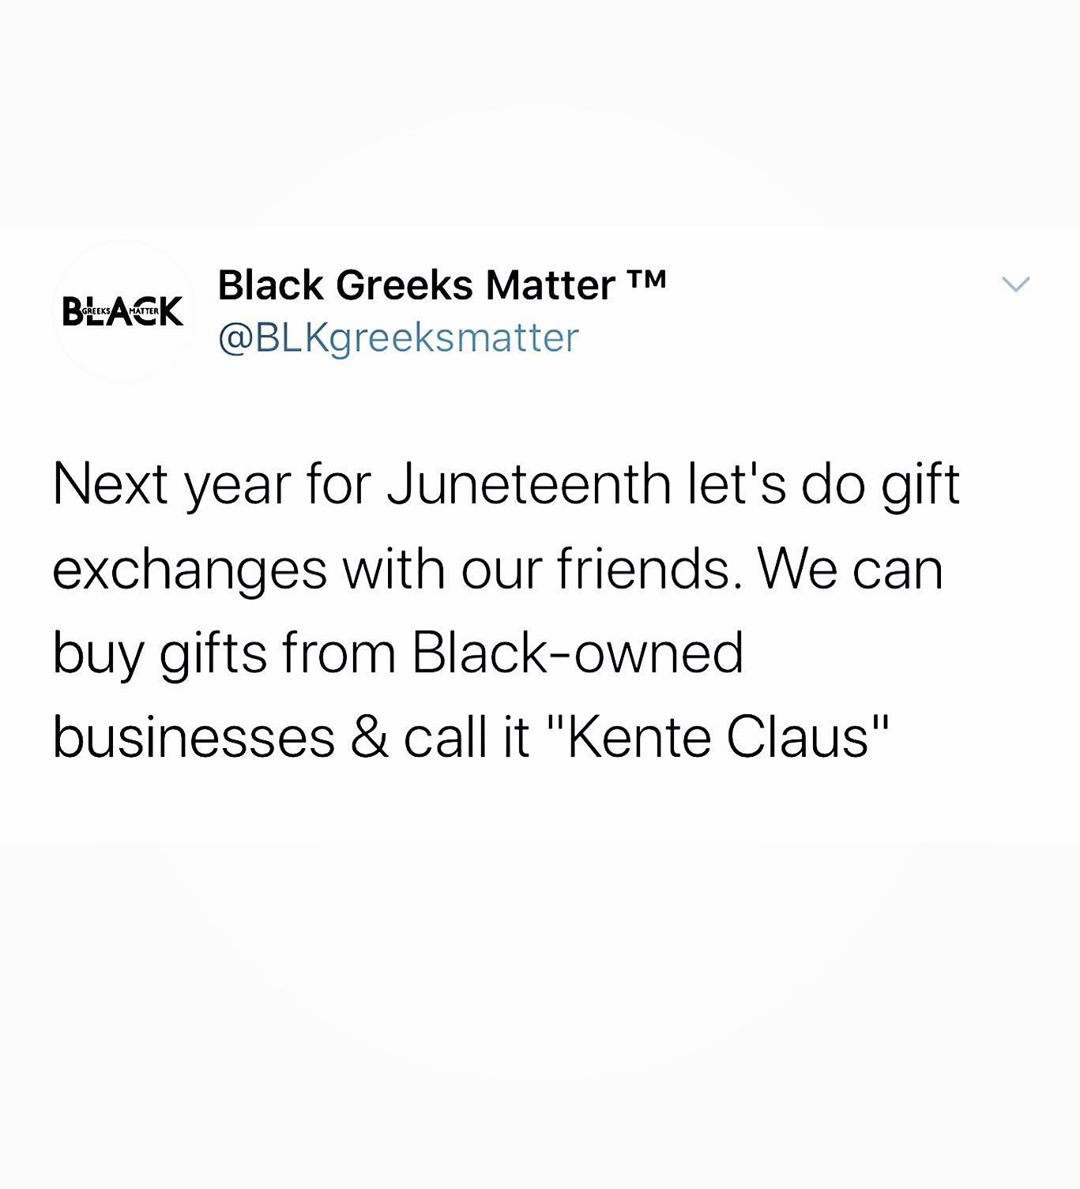 BLACK
GREEKS MATTER
Black Greeks Matter ™
@BLKgreeksmatter
Next year for Juneteenth let's do gift
exchanges with our friends. We can
buy gifts from Black-owned
businesses & call it "Kente Claus"